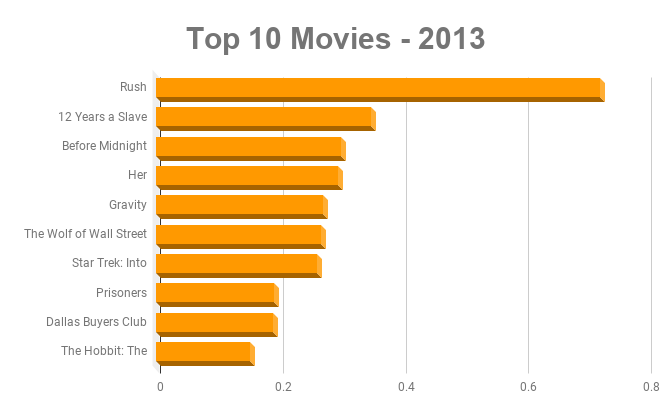 Top 10 Movies - 2013
Rush
12 Years a Slave
Before Midnight
Her
Gravity
The Wolf of Wall Street
Star Trek: Into
Prisoners
Dallas Buyers Club
The Hobbit: The
0 0.2 0.4 0.6 0.8